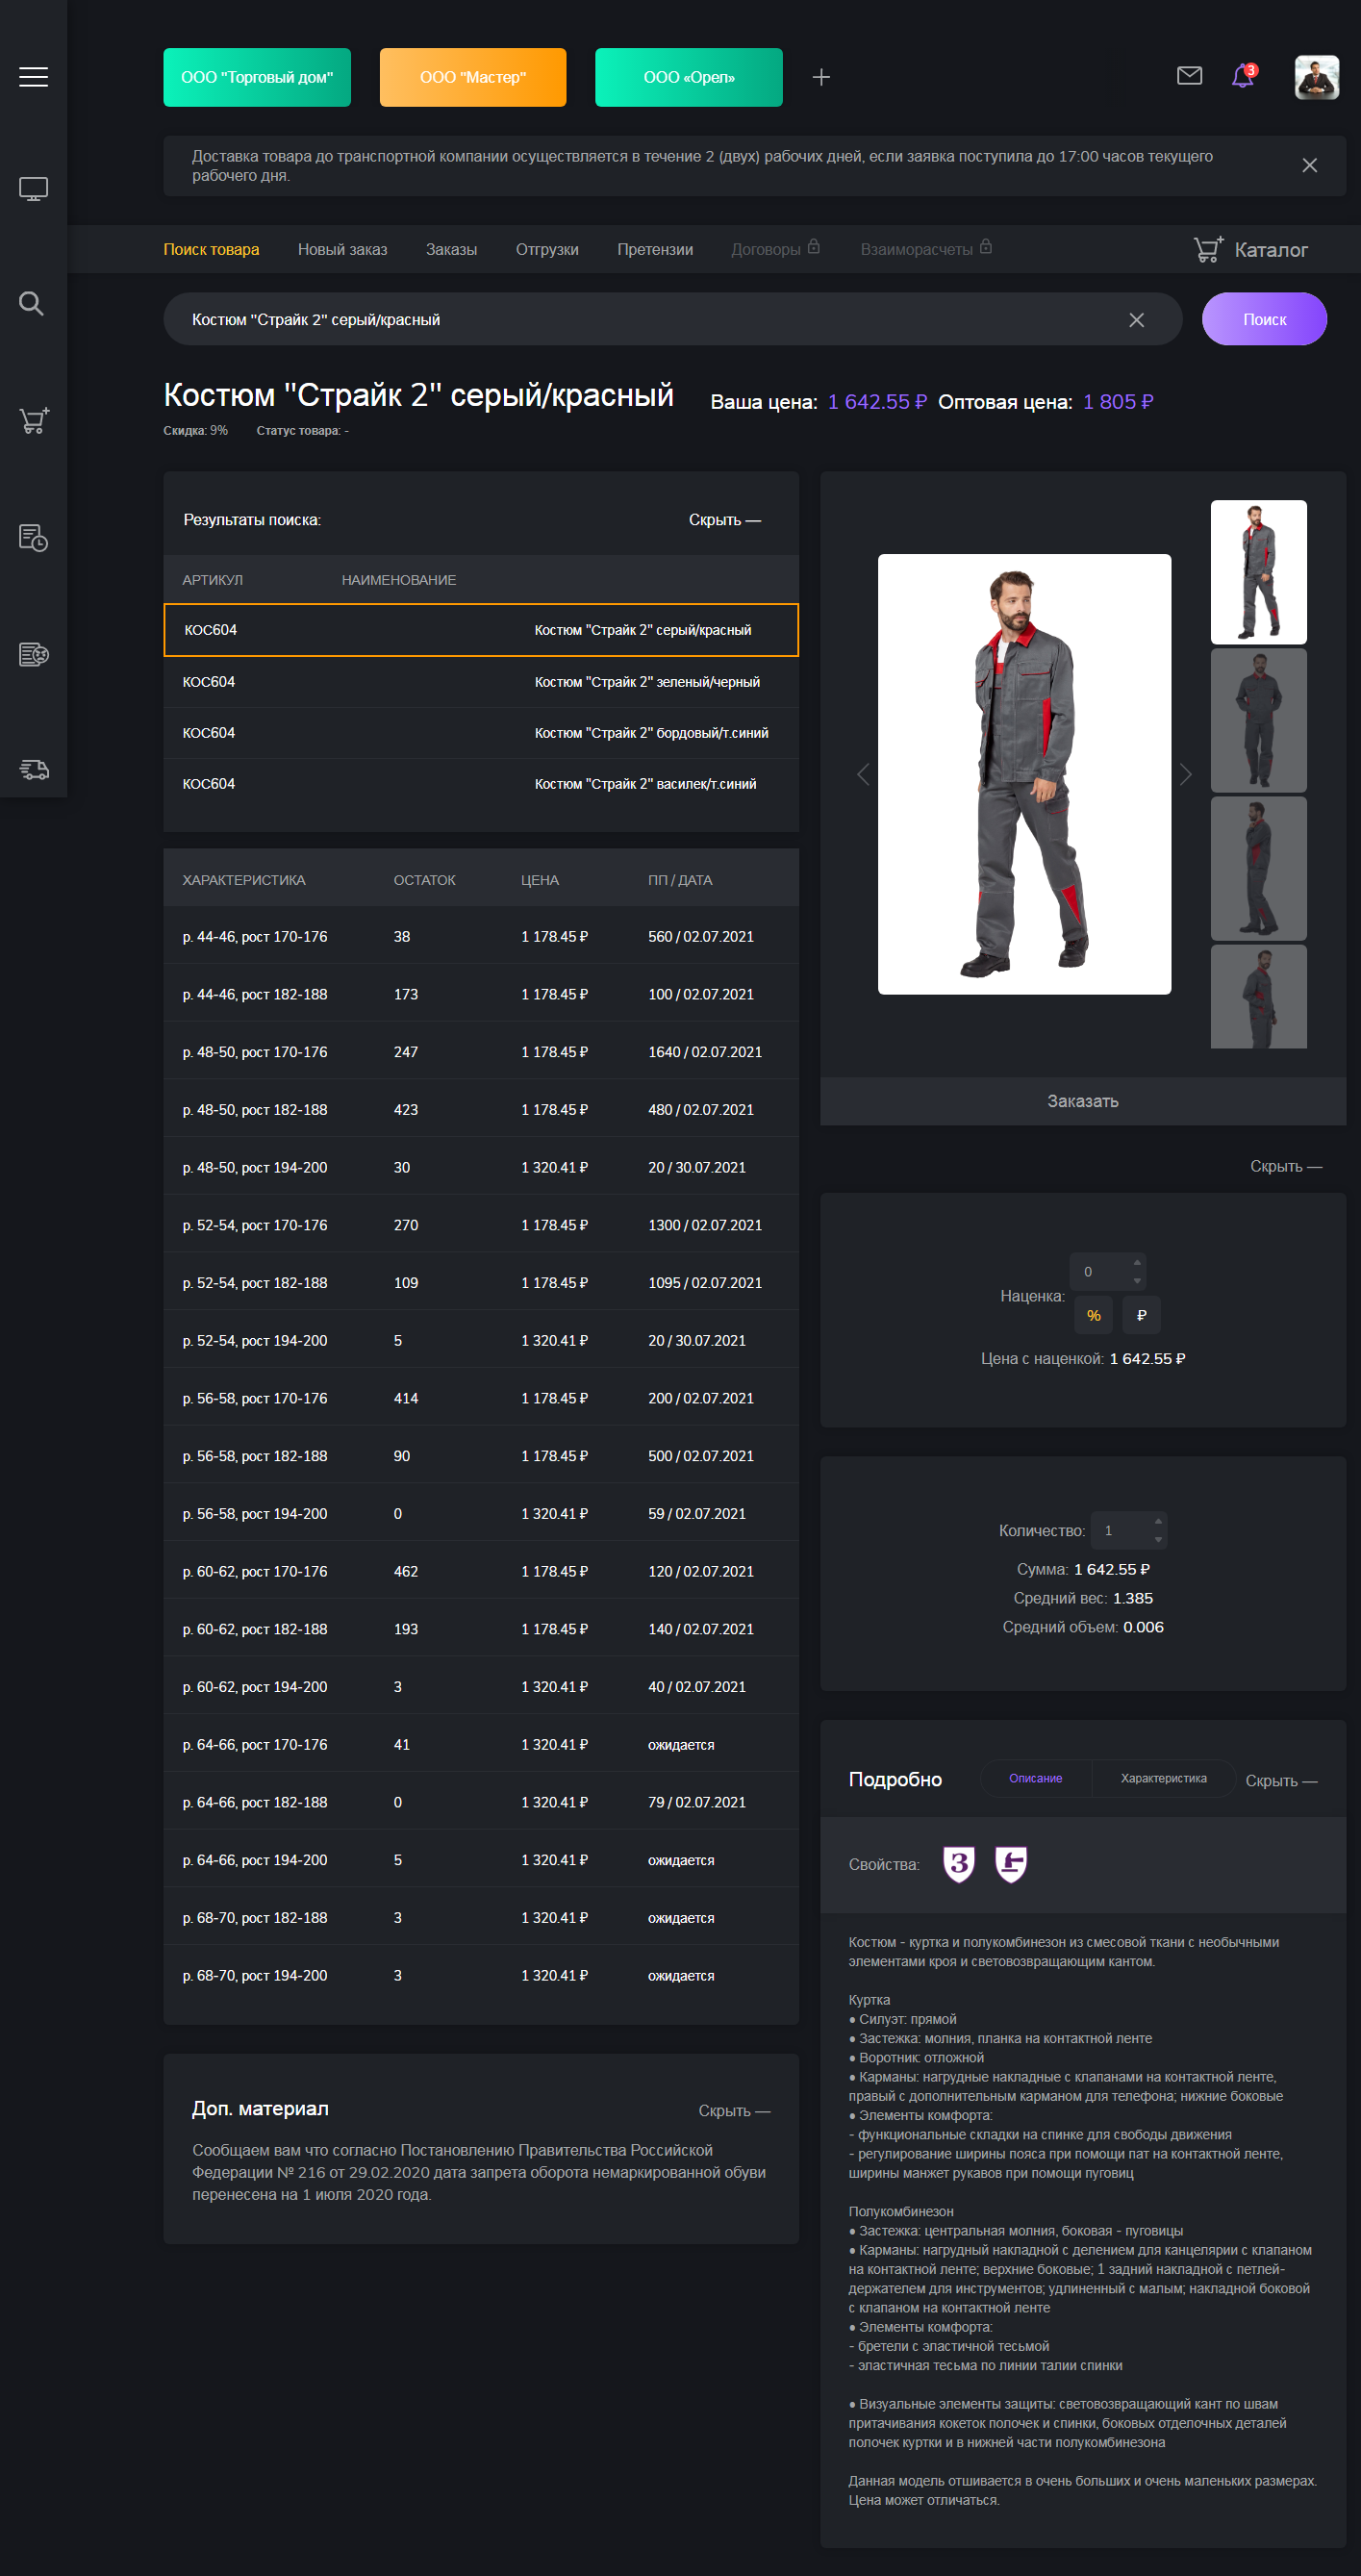 ООО "Торговый дом"
ООО "Мастер"
ООО «Орел»
3
Доставка товара до транспортной компании осуществляется в течение 2 (двух) рабочих дней, если заявка поступила до 17:00 часов текущего
рабочего дня.
Поиск товара
Новый заказ
Заказы
Отгрузки
Претензии
Договоры
Взаиморасчеты
Каталог
Костюм "Страйк 2" серый/красный
Поиск
Костюм "Страйк 2" серый/красный
Ваша цена: 1 642.55 ₽ Оптовая цена: 1 805 ₽
Скидка: 9%
Статус товара: -
Результаты поиска:
Скрыть —
АРТИКУЛ НАИМЕНОВАНИЕ
КОС604 Костюм "Страйк 2" серый/красный
КОС604 Костюм "Страйк 2" зеленый/черный
КОС604 Костюм "Страйк 2" бордовый/т.синий
КОС604 Костюм "Страйк 2" василек/т.синий
ХАРАКТЕРИСТИКА ОСТАТОК ЦЕНА ПП / ДАТА
р. 44-46, рост 170-176 38 1 178.45 ₽ 560 / 02.07.2021
р. 44-46, рост 182-188 173 1 178.45 ₽ 100 / 02.07.2021
р. 48-50, рост 170-176 247 1 178.45 ₽ 1640 / 02.07.2021
р. 48-50, рост 182-188 423 1 178.45 ₽ 480 / 02.07.2021
р. 48-50, рост 194-200 30 1 320.41 ₽ 20 / 30.07.2021
р. 52-54, рост 170-176 270 1 178.45 ₽ 1300 / 02.07.2021
р. 52-54, рост 182-188 109 1 178.45 ₽ 1095 / 02.07.2021
р. 52-54, рост 194-200 5 1 320.41 ₽ 20 / 30.07.2021
р. 56-58, рост 170-176 414 1 178.45 ₽ 200 / 02.07.2021
р. 56-58, рост 182-188 90 1 178.45 ₽ 500 / 02.07.2021
р. 56-58, рост 194-200 0 1 320.41 ₽ 59 / 02.07.2021
р. 60-62, рост 170-176 462 1 178.45 ₽ 120 / 02.07.2021
р. 60-62, рост 182-188 193 1 178.45 ₽ 140 / 02.07.2021
р. 60-62, рост 194-200 3 1 320.41 ₽ 40 / 02.07.2021
р. 64-66, рост 170-176 41 1 320.41 ₽ ожидается
р. 64-66, рост 182-188 0 1 320.41 ₽ 79 / 02.07.2021
р. 64-66, рост 194-200 5 1 320.41 ₽ ожидается
р. 68-70, рост 182-188 3 1 320.41 ₽ ожидается
р. 68-70, рост 194-200 3 1 320.41 ₽ ожидается
Доп. материал
Скрыть —
Сообщаем вам что согласно Постановлению Правительства Российской
Федерации № 216 от 29.02.2020 дата запрета оборота немаркированной обуви
перенесена на 1 июля 2020 года.
Заказать
Скрыть —
Наценка: 0
% ₽
Цена с наценкой: 1 642.55 ₽
Количество: 1
Сумма: 1 642.55 ₽
Средний вес: 1.385
Средний объем: 0.006
Подробно
Описание
Характеристика
Скрыть —
Свойства: З
Костюм - куртка и полукомбинезон из смесовой ткани с необычными
элементами кроя и световозвращающим кантом.
Куртка
● Силуэт: прямой
● Застежка: молния, планка на контактной ленте
● Воротник: отложной
● Карманы: нагрудные накладные с клапанами на контактной ленте,
правый с дополнительным карманом для телефона; нижние боковые
● Элементы комфорта:
- функциональные складки на спинке для свободы движения
- регулирование ширины пояса при помощи пат на контактной ленте,
ширины манжет рукавов при помощи пуговиц
Полукомбинезон
● Застежка: центральная молния, боковая - пуговицы
● Карманы: нагрудный накладной с делением для канцелярии с клапаном
на контактной ленте; верхние боковые; 1 задний накладной с петлей-
держателем для инструментов; удлиненный с малым; накладной боковой
с клапаном на контактной ленте
● Элементы комфорта:
- бретели с эластичной тесьмой
- эластичная тесьма по линии талии спинки
● Визуальные элементы защиты: световозвращающий кант по швам
притачивания кокеток полочек и спинки, боковых отделочных деталей
полочек куртки и в нижней части полукомбинезона
Данная модель отшивается в очень больших и очень маленьких размерах.
Цена может отличаться.